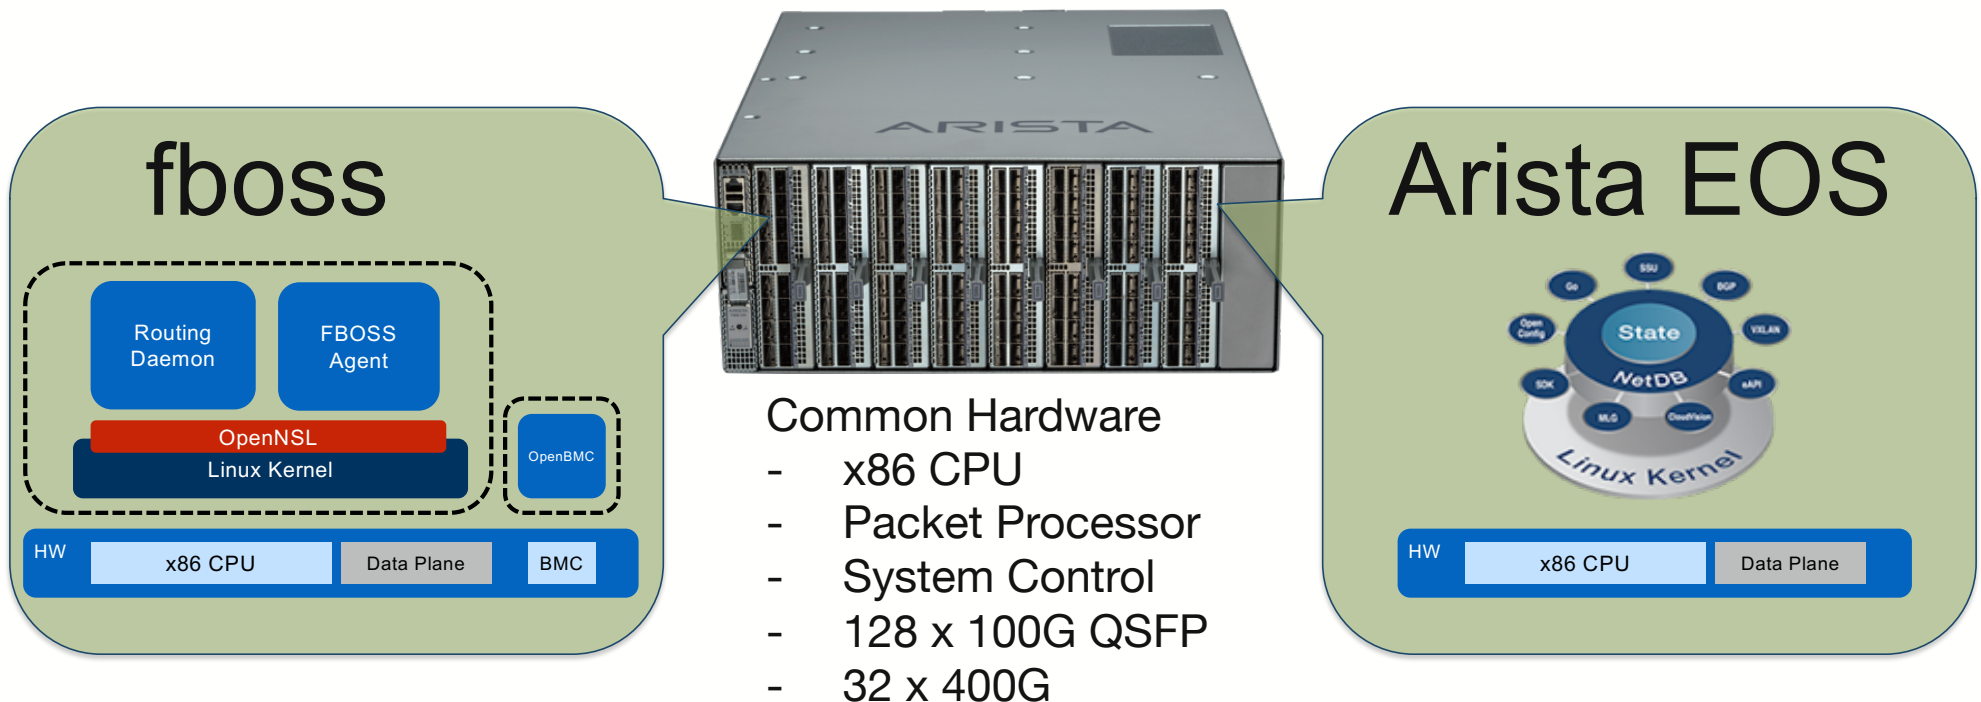 fboss
Routing
Daemon
FBOSS
Agent
OpenNSL
Linux Kernel
OpenBMC
HW
x86 CPU
Data Plane
BMC
ARISTA
Common Hardware
- x86 CPU
- Packet Processor
- System Control
- 128 x 100G QSFP
- 32 x 400G
Arista EOS
SSU
Go
BGP
Open
Config
State
VXLAN
NetDB
SDK
eAPI
MLG
CloudVision
Linux Kernel
HW
x86 CPU
Data Plane